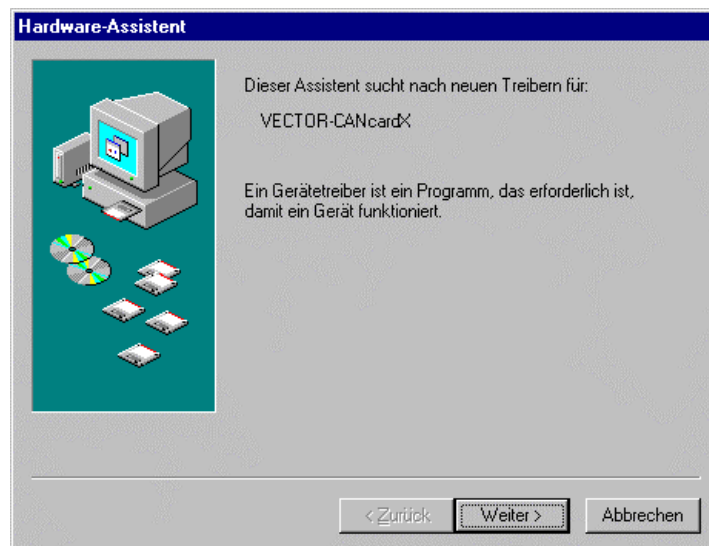 Hardware-Assistent
Dieser Assistent sucht nach neuen Treibern für:
VECTOR-CANcardX
Ein Gerätetreiber ist ein Programm, das erforderlich ist,
damit ein Gerät funktioniert.
< Zurück Weiter > Abbrechen